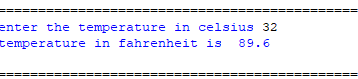 enter the temperature in celsius 32
temperature in fahrenheit is  89.6